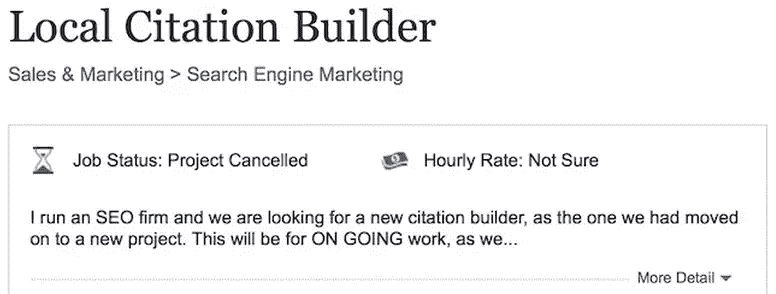 Local Citation Builder
Sales & Marketing > Search Engine Marketing
Job Status: Project Cancelled
Hourly Rate: Not Sure
I run an SEO firm and we are looking for a new citation builder, as the one we had moved
on to a new project. This will be for ON GOING work, as we...
More Detail